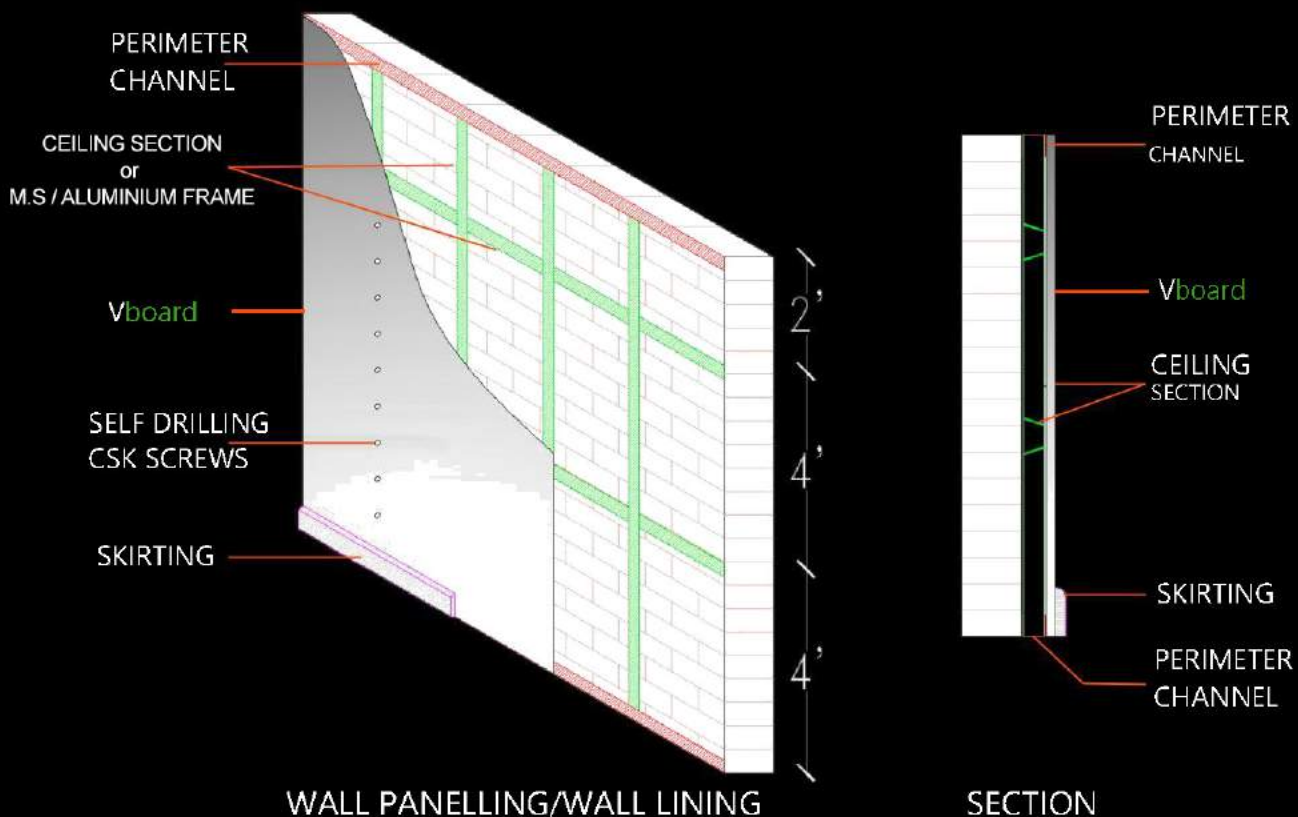 PERIMETER
CHANNEL
CEILING SECTION
or
M.S / ALUMINIUM FRAME
Vboard
SELF DRILLING
CSK SCREWS
SKIRTING
2'
4'
4'
WALL PANELLING/WALL LINING
PERIMETER
CHANNEL
Vboard
CEILING
SECTION
SKIRTING
PERIMETER
CHANNEL
SECTION